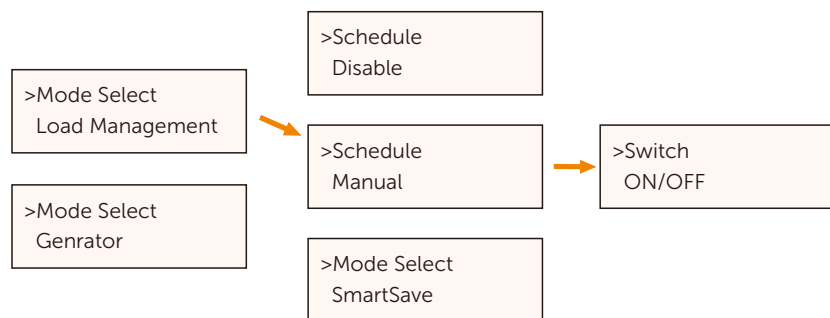 >Mode Select
Load Management
>Mode Select
Genrator
>Schedule
Disable
>Schedule
Manual
>Mode Select
SmartSave
>Switch
ON/OFF